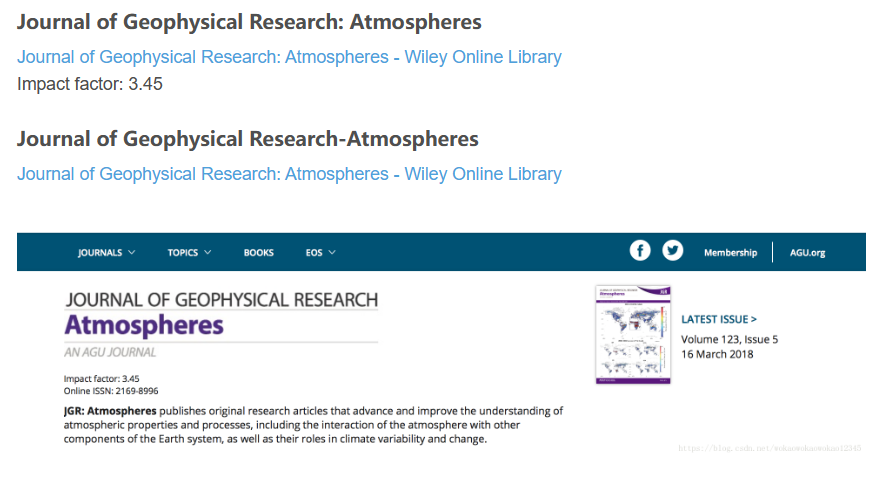 Journal of Geophysical Research: Atmospheres
Journal of Geophysical Research: Atmospheres - Wiley Online Library
Impact factor: 3.45
Journal of Geophysical Research-Atmospheres
Journal of Geophysical Research: Atmospheres - Wiley Online Library
JOURNALS TOPICS BOOKS EOS Membership AGU.org
JOURNAL OF GEOPHYSICAL RESEARCH
Atmospheres
AN AGU JOURNAL
Impact factor: 3.45
Online ISSN: 2169-8996
JGR: Atmospheres publishes original research articles that advance and improve the understanding of
atmospheric properties and processes, including the interaction of the atmosphere with other
components of the Earth system, as well as their roles in climate variability and change.
Atmospheres
JGR
LATEST ISSUE >
Volume 123, Issue 5
16 March 2018